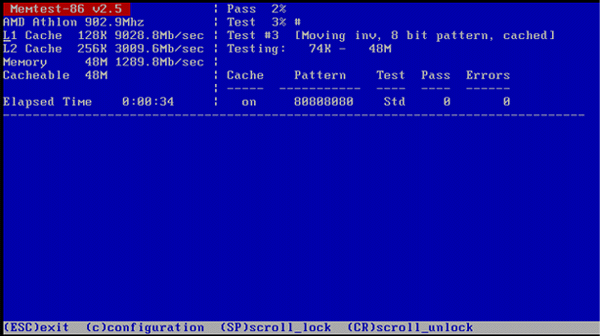 Memtest-86 v2.5 | Pass 2%
AMD Athlon 902.9Mhz | Test 3% #
L1 Cache 128K 9028.8Mb/sec | Test #3 [Moving inv, 8 bit pattern, cached]
L2 Cache 256K 3009.6Mb/sec | Testing: 74K - 48M
Memory 48M 1289.8Mb/sec |
Cacheable 48M | Cache Pattern Test Pass Errors
| ----- ----------- ---- ---- ------
Elapsed Time 0:00:34 | on 80808080 Std 0 0
-----------------------------------------------------------------------------
(ESC)exit (c)configuration (SP)scroll_lock (CR)scroll_unlock